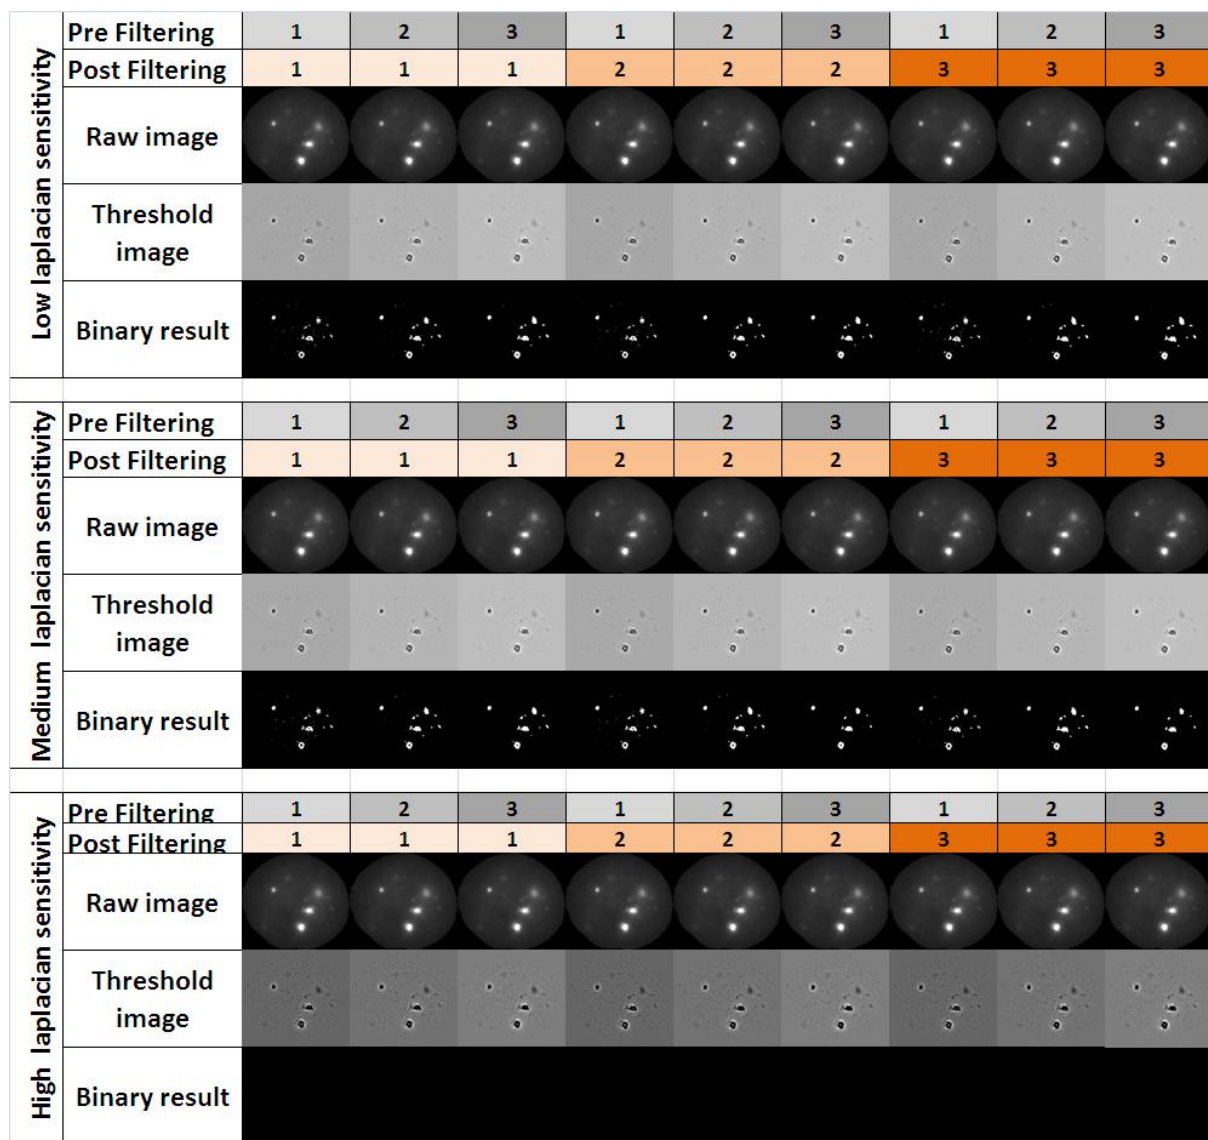 Low laplacian sensitivity
Pre Filtering 1 2 3 1 2 3 1 2 3
Post Filtering 1 1 1 2 2 2 3 3 3
Raw image
Threshold
image
Binary result
Medium laplacian sensitivity
Pre Filtering 1 2 3 1 2 3 1 2 3
Post Filtering 1 1 1 2 2 2 3 3 3
Raw image
Threshold
image
Binary result
High laplacian sensitivity
Pre Filtering 1 2 3 1 2 3 1 2 3
Post Filtering 1 1 1 2 2 2 3 3 3
Raw image
Threshold
image
Binary result